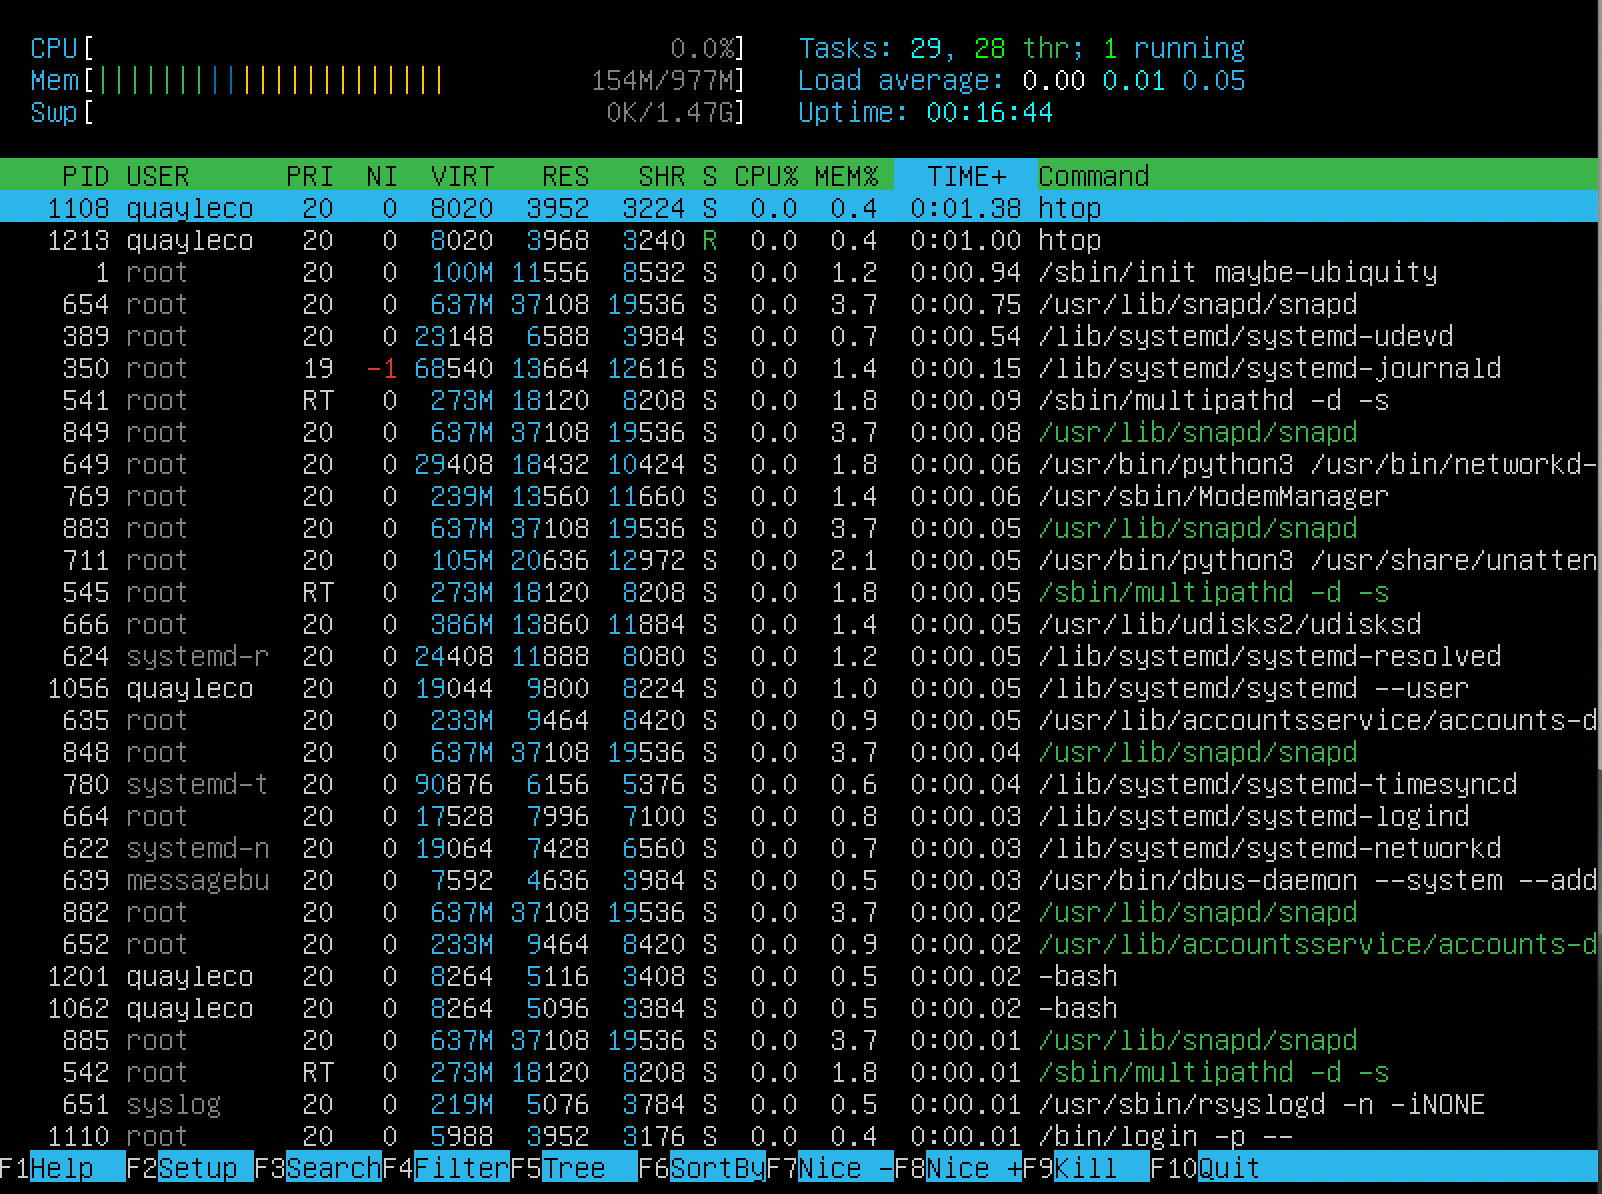 CPU[ 0.0%] Tasks: 29, 28 thr; 1 running
Mem[||||||||||||||||||||||| 154M/977M] Load average: 0.00 0.01 0.05
Swp[ 0K/1.47G] Uptime: 00:16:44
PID USER PRI NI VIRT RES SHR S CPU% MEM% TIME+ Command
1108 quayleco 20 0 8020 3952 3224 S 0.0 0.4 0:01.38 htop
1213 quayleco 20 0 8020 3968 3240 R 0.0 0.4 0:01.00 htop
1 root 20 0 100M 11556 8532 S 0.0 1.2 0:00.94 /sbin/init maybe-ubiquity
654 root 20 0 637M 37108 19536 S 0.0 3.7 0:00.75 /usr/lib/snapd/snapd
389 root 20 0 23148 6588 3984 S 0.0 0.7 0:00.54 /lib/systemd/systemd-udevd
350 root 19 -1 68540 13664 12616 S 0.0 1.4 0:00.15 /lib/systemd/systemd-journald
541 root RT 0 273M 18120 8208 S 0.0 1.8 0:00.09 /sbin/multipathd -d -s
849 root 20 0 637M 37108 19536 S 0.0 3.7 0:00.08 /usr/lib/snapd/snapd
649 root 20 0 29408 18432 10424 S 0.0 1.8 0:00.06 /usr/bin/python3 /usr/bin/networkd-
769 root 20 0 239M 13560 11660 S 0.0 1.4 0:00.06 /usr/sbin/ModemManager
883 root 20 0 637M 37108 19536 S 0.0 3.7 0:00.05 /usr/lib/snapd/snapd
711 root 20 0 105M 20636 12972 S 0.0 2.1 0:00.05 /usr/bin/python3 /usr/share/unatten
545 root RT 0 273M 18120 8208 S 0.0 1.8 0:00.05 /sbin/multipathd -d -s
666 root 20 0 386M 13860 11884 S 0.0 1.4 0:00.05 /usr/lib/udisks2/udisksd
624 systemd-r 20 0 24408 11888 8080 S 0.0 1.2 0:00.05 /lib/systemd/systemd-resolved
1056 quayleco 20 0 19044 9800 8224 S 0.0 1.0 0:00.05 /lib/systemd/systemd --user
635 root 20 0 233M 9464 8420 S 0.0 0.9 0:00.05 /usr/lib/accountsservice/accounts-d
848 root 20 0 637M 37108 19536 S 0.0 3.7 0:00.04 /usr/lib/snapd/snapd
780 systemd-t 20 0 90876 6156 5376 S 0.0 0.6 0:00.04 /lib/systemd/systemd-timesyncd
664 root 20 0 17528 7996 7100 S 0.0 0.8 0:00.03 /lib/systemd/systemd-logind
622 systemd-n 20 0 19064 7428 6560 S 0.0 0.7 0:00.03 /lib/systemd/systemd-networkd
639 messagebu 20 0 7592 4636 3984 S 0.0 0.5 0:00.03 /usr/bin/dbus-daemon --system --add
882 root 20 0 637M 37108 19536 S 0.0 3.7 0:00.02 /usr/lib/snapd/snapd
652 root 20 0 233M 9464 8420 S 0.0 0.9 0:00.02 /usr/lib/accountsservice/accounts-d
1201 quayleco 20 0 8264 5116 3408 S 0.0 0.5 0:00.02 -bash
1062 quayleco 20 0 8264 5096 3384 S 0.0 0.5 0:00.02 -bash
885 root 20 0 637M 37108 19536 S 0.0 3.7 0:00.01 /usr/lib/snapd/snapd
542 root RT 0 273M 18120 8208 S 0.0 1.8 0:00.01 /sbin/multipathd -d -s
651 syslog 20 0 219M 5076 3784 S 0.0 0.5 0:00.01 /usr/sbin/rsyslogd -n -iNONE
1110 root 20 0 5988 3952 3176 S 0.0 0.4 0:00.01 /bin/login -p --
F1Help F2Setup F3SearchF4FilterF5Tree F6SortByF7Nice -F8Nice +F9Kill F10Quit